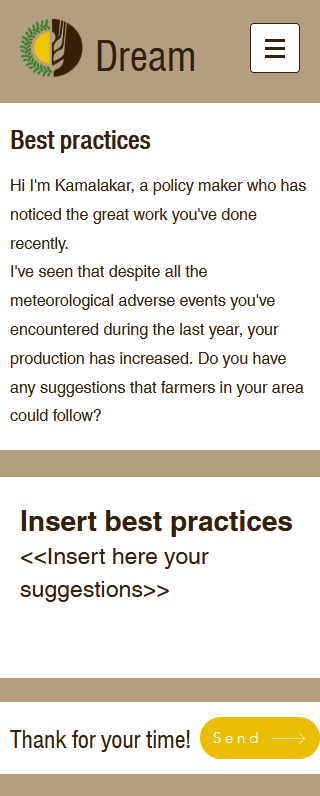 Dream
Best practices
Hi I'm Kamalakar, a policy maker who has
noticed the great work you've done
recently.
I've seen that despite all the
meteorological adverse events you've
encountered during the last year, your
production has increased. Do you have
any suggestions that farmers in your area
could follow?
Insert best practices
<<Insert here your
suggestions>>
Thank for your time!
Send